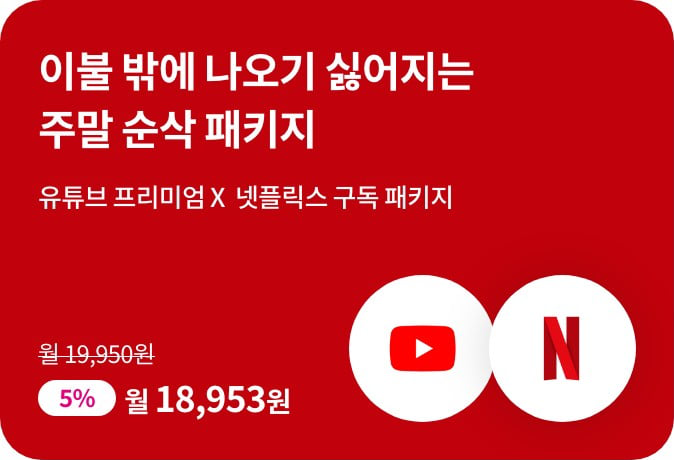 이불 밖에 나오기 싫어지는
주말 순삭 패키지
유튜브 프리미엄 X 넷플릭스 구독 패키지
월 19,950원
5% 월 18,953원
N